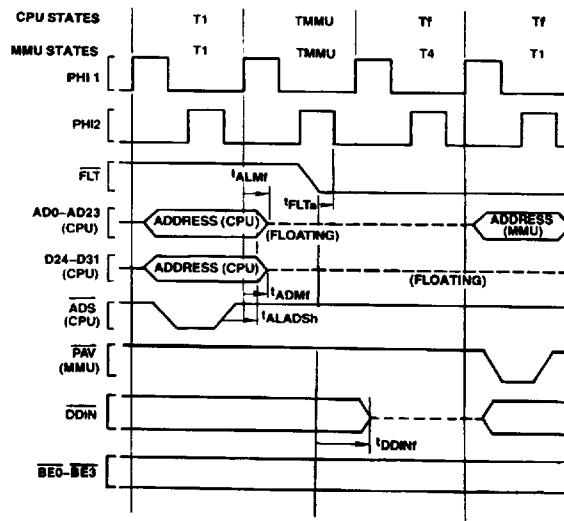 CPU STATES T1 TMMU Tf Tf
MMU STATES T1 TMMU T4 T1
PHI 1
PHI2
FLT
tALMf
tFLTa
AD0–AD23
(CPU)
ADDRESS (CPU)
(FLOATING)
ADDRESS
(MMU)
D24–D31
(CPU)
ADDRESS (CPU)
(FLOATING)
tADMf
ADS
(CPU)
tALADSh
PAV
(MMU)
DDIN
tDDINf
BE0–BE3